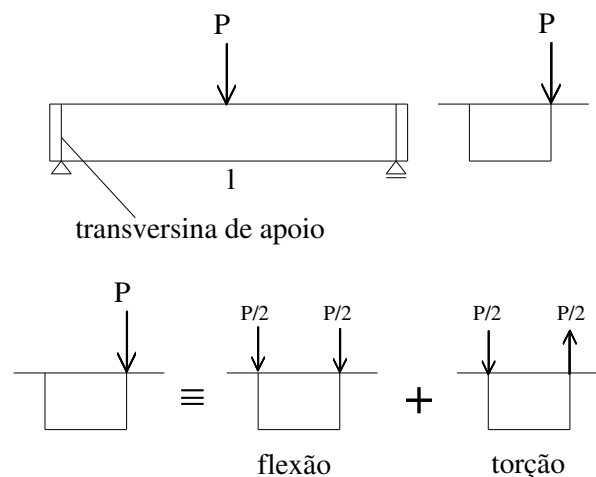 P
P
l
transversina de apoio
P
P/2
P/2
P/2
P/2
≡
+
flexão
torção